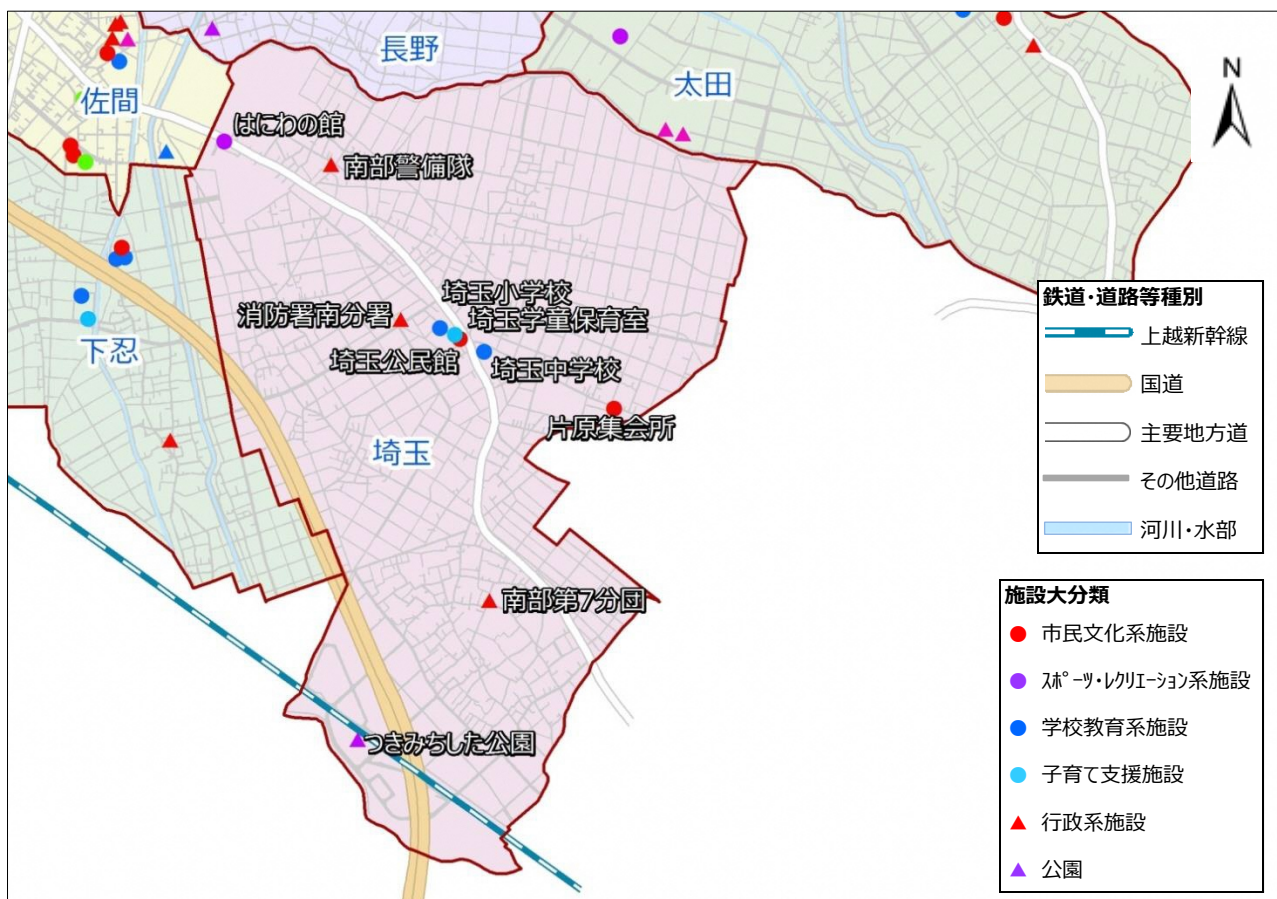 長野
太田
N
佐間
はにわの館
南部警備隊
鉄道・道路等種別
上越新幹線
国道
主要地方道
その他道路
河川・水部
埼玉小学校
消防署南分署
埼玉学童保育室
下忍
埼玉公民館
埼玉中学校
片原集会所
埼玉
施設大分類
市民文化系施設
ｽﾎﾟｰﾂ・ﾚｸﾘｴｰｼｮﾝ系施設
学校教育系施設
子育て支援施設
行政系施設
公園
南部第7分団
つきみちした公園